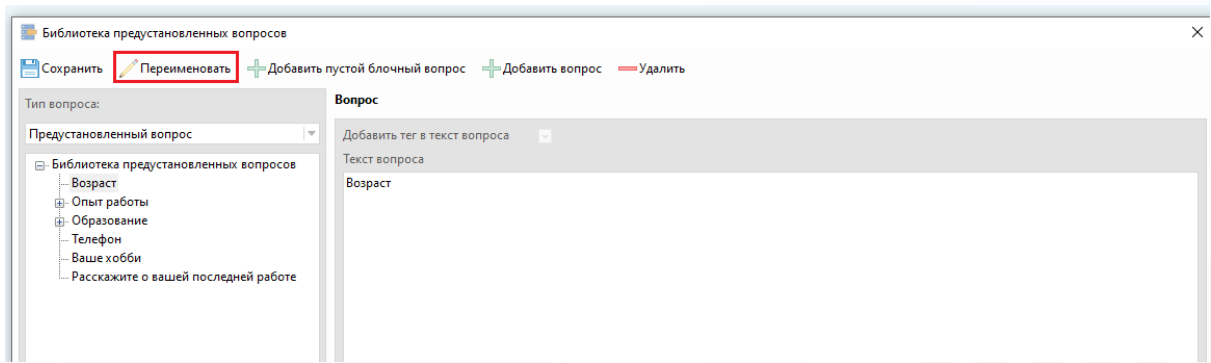 Библиотека предустановленных вопросов
Сохранить Переименовать Добавить пустой блочный вопрос Добавить вопрос Удалить
Тип вопроса:
Предустановленный вопрос
Библиотека предустановленных вопросов
Возраст
Опыт работы
Образование
Телефон
Ваше хобби
Расскажите о вашей последней работе
Вопрос
Добавить тег в текст вопроса
Текст вопроса
Возраст